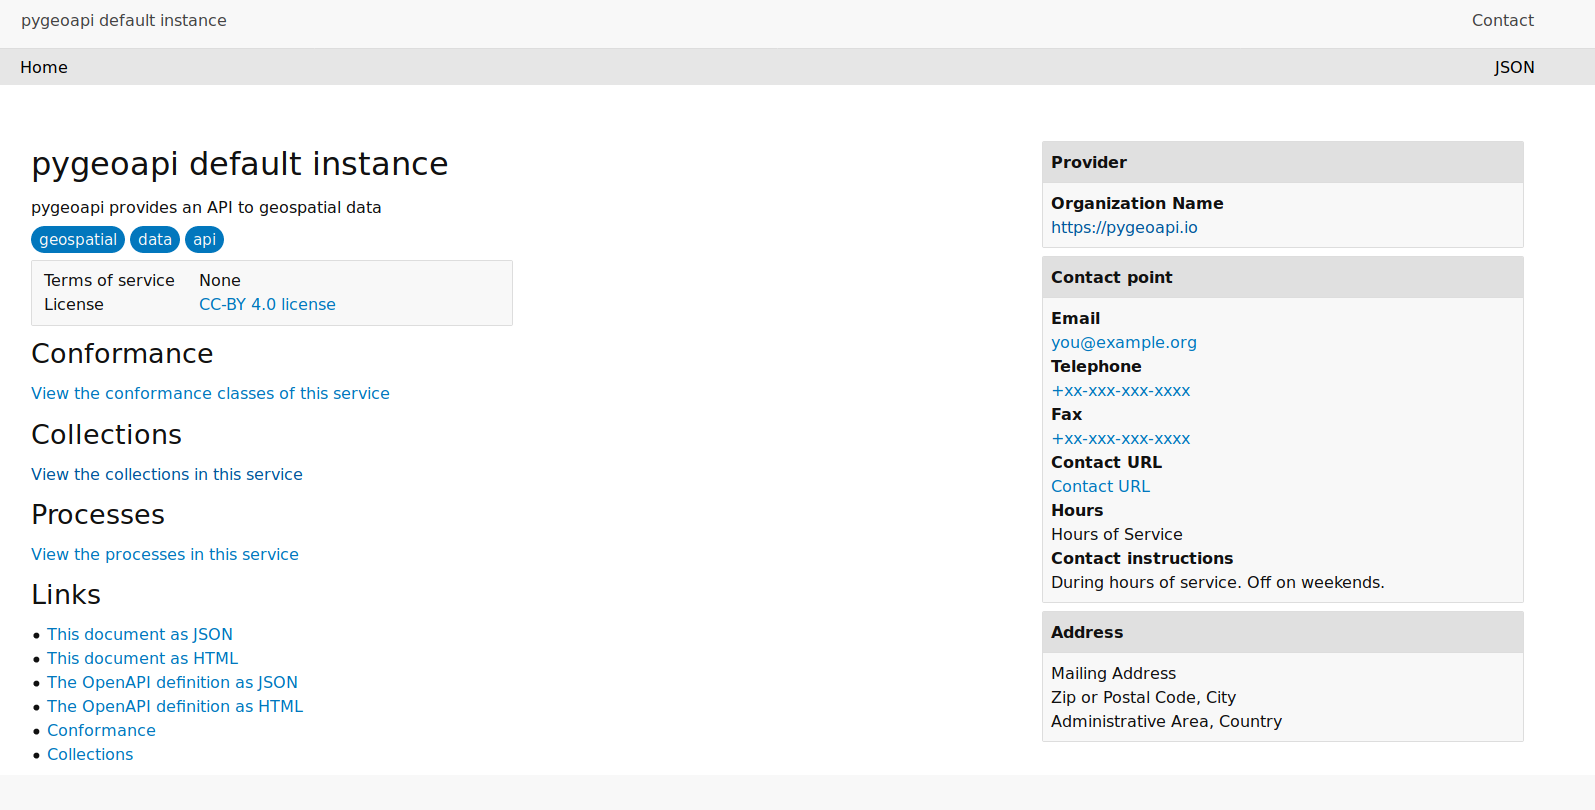 pygeoapi default instance
Contact
Home
JSON
pygeoapi default instance
pygeoapi provides an API to geospatial data
geospatial data api
Terms of service None
License CC-BY 4.0 license
Conformance
View the conformance classes of this service
Collections
View the collections in this service
Processes
View the processes in this service
Links
This document as JSON
This document as HTML
The OpenAPI definition as JSON
The OpenAPI definition as HTML
Conformance
Collections
Provider
Organization Name
https://pygeoapi.io
Contact point
Email
you@example.org
Telephone
+xx-xxx-xxx-xxxx
Fax
+xx-xxx-xxx-xxxx
Contact URL
Contact URL
Hours
Hours of Service
Contact instructions
During hours of service. Off on weekends.
Address
Mailing Address
Zip or Postal Code, City
Administrative Area, Country